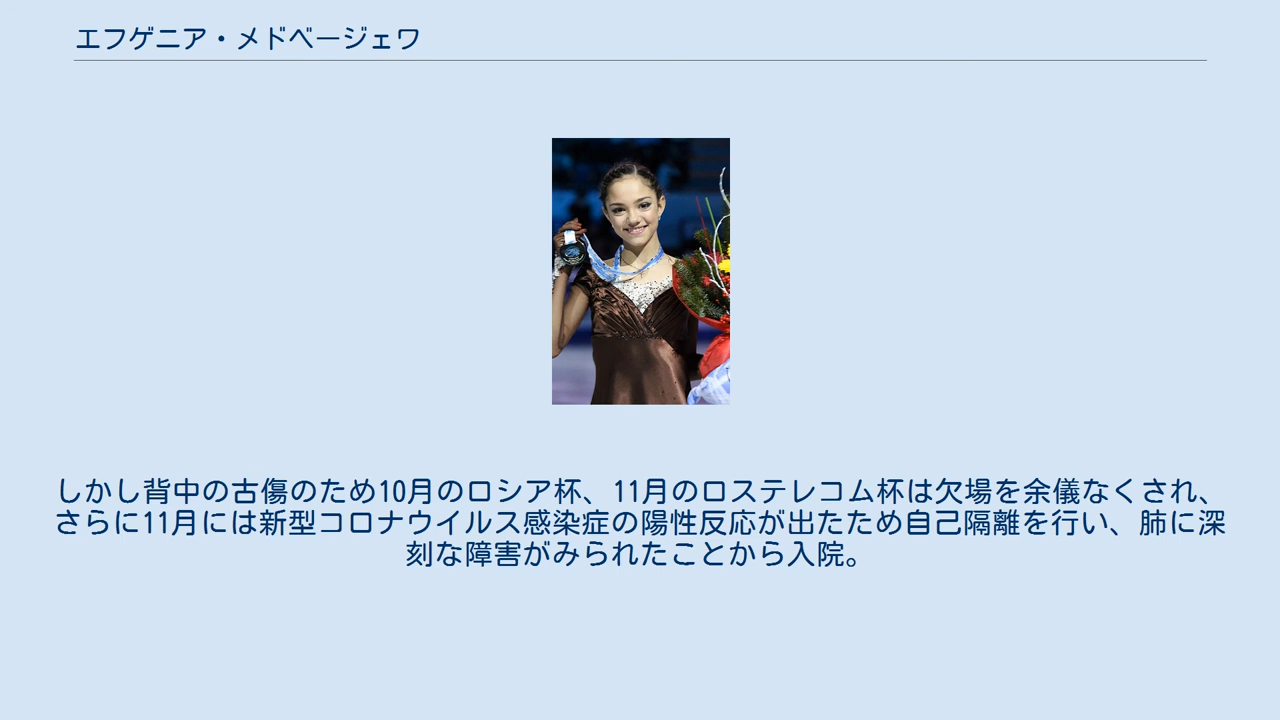 エフゲニア・メドベージェワ
しかし背中の古傷のため10月のロシア杯、11月のロステレコム杯は欠場を余儀なくされ、
さらに11月には新型コロナウイルス感染症の陽性反応が出たため自己隔離を行い、肺に深
刻な障害がみられたことから入院。